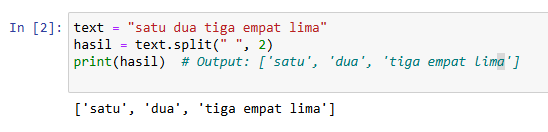 In [2]: text = "satu dua tiga empat lima"
hasil = text.split(" ", 2)
print(hasil)  # Output: ['satu', 'dua', 'tiga empat lima']
['satu', 'dua', 'tiga empat lima']